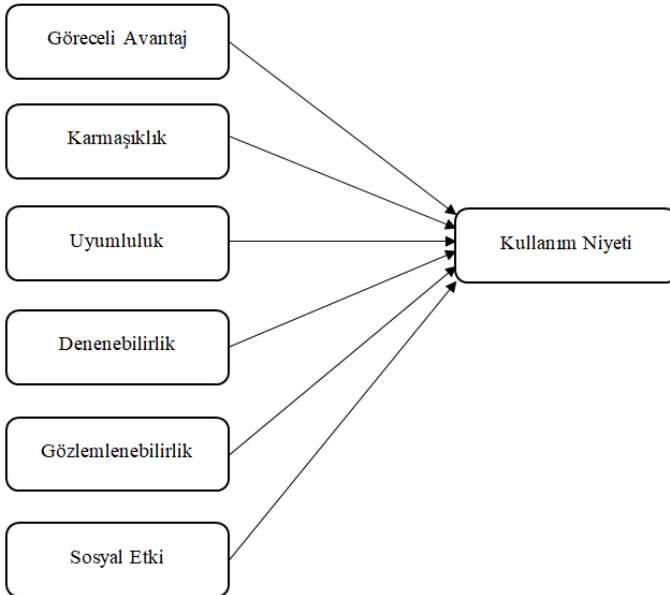 Göreceli Avantaj
Karmaşıklık
Uyumluluk
Kullanım Niyeti
Denenebilirlik
Gözlemlenebilirlik
Sosyal Etki